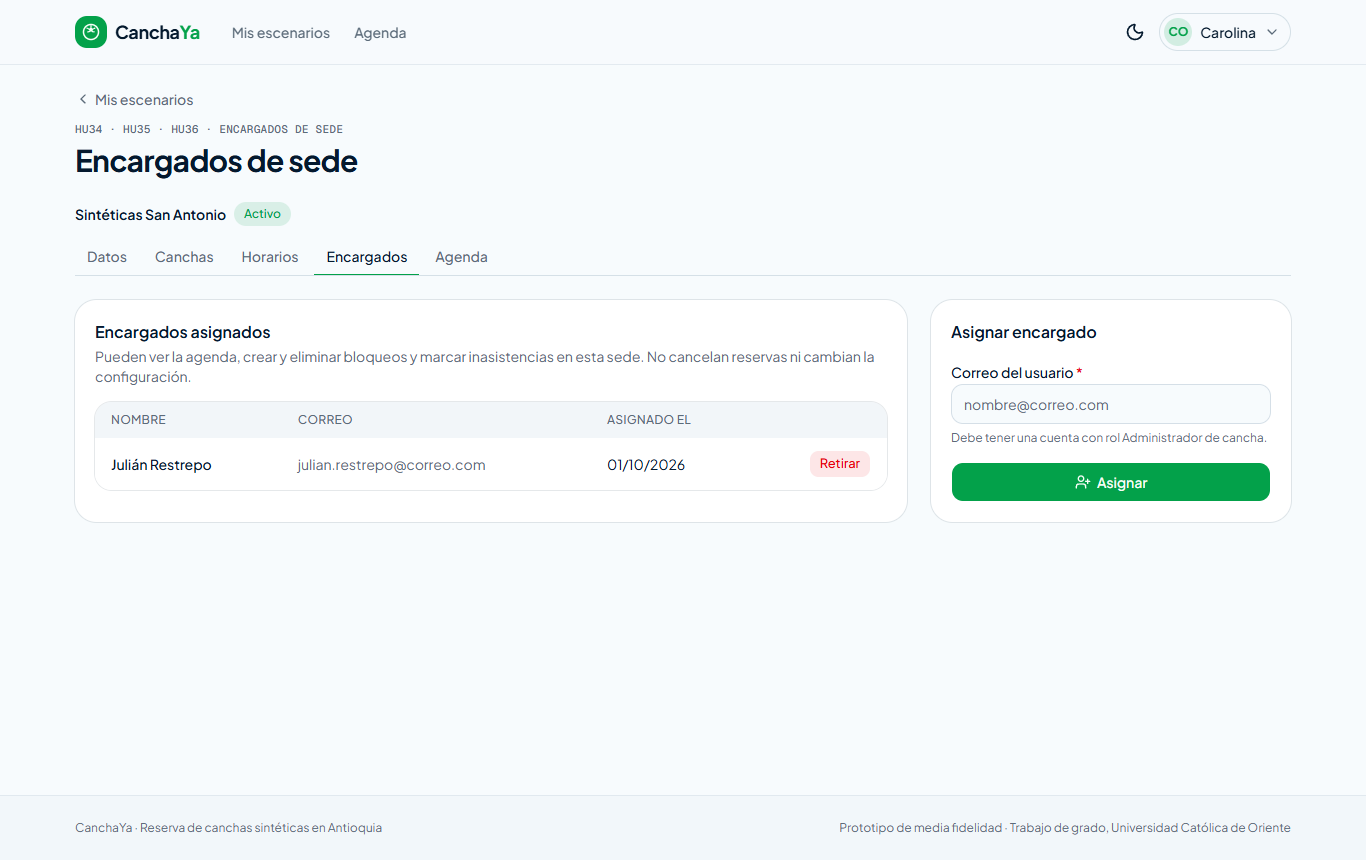 CanchaYa
Mis escenarios
Agenda
CO
Carolina
Mis escenarios
HU34 · HU35 · HU36 · ENCARGADOS DE SEDE
Encargados de sede
Sintéticas San Antonio
Activo
Datos
Canchas
Horarios
Encargados
Agenda
Encargados asignados
Pueden ver la agenda, crear y eliminar bloqueos y marcar inasistencias en esta sede. No cancelan reservas ni cambian la
configuración.
NOMBRE
CORREO
ASIGNADO EL
Julián Restrepo
julian.restrepo@correo.com
01/10/2026
Retirar
Asignar encargado
Correo del usuario *
nombre@correo.com
Debe tener una cuenta con rol Administrador de cancha.
Asignar
CanchaYa · Reserva de canchas sintéticas en Antioquia
Prototipo de media fidelidad · Trabajo de grado, Universidad Católica de Oriente